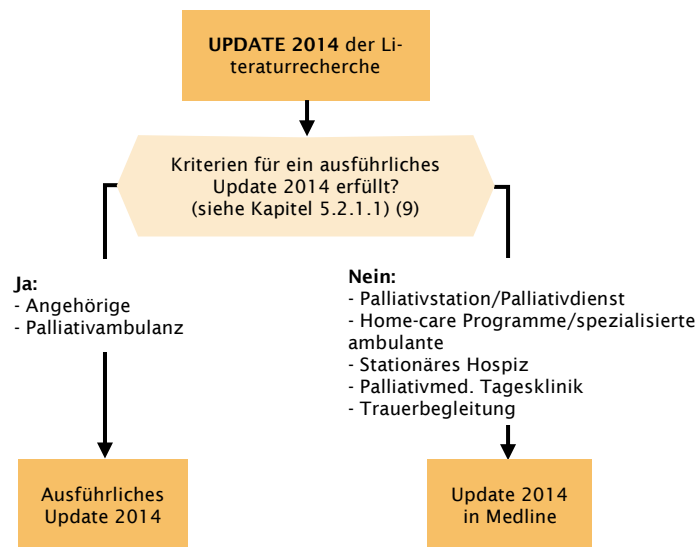 UPDATE 2014 der Li-
teraturrecherche
Kriterien für ein ausführliches
Update 2014 erfüllt?
(siehe Kapitel 5.2.1.1) (9)
Ja:
- Angehörige
- Palliativambulanz
Nein:
- Palliativstation/Palliativdienst
- Home-care Programme/spezialisierte
ambulante
- Stationäres Hospiz
- Palliativmed. Tagesklinik
- Trauerbegleitung
Ausführliches
Update 2014
Update 2014
in Medline